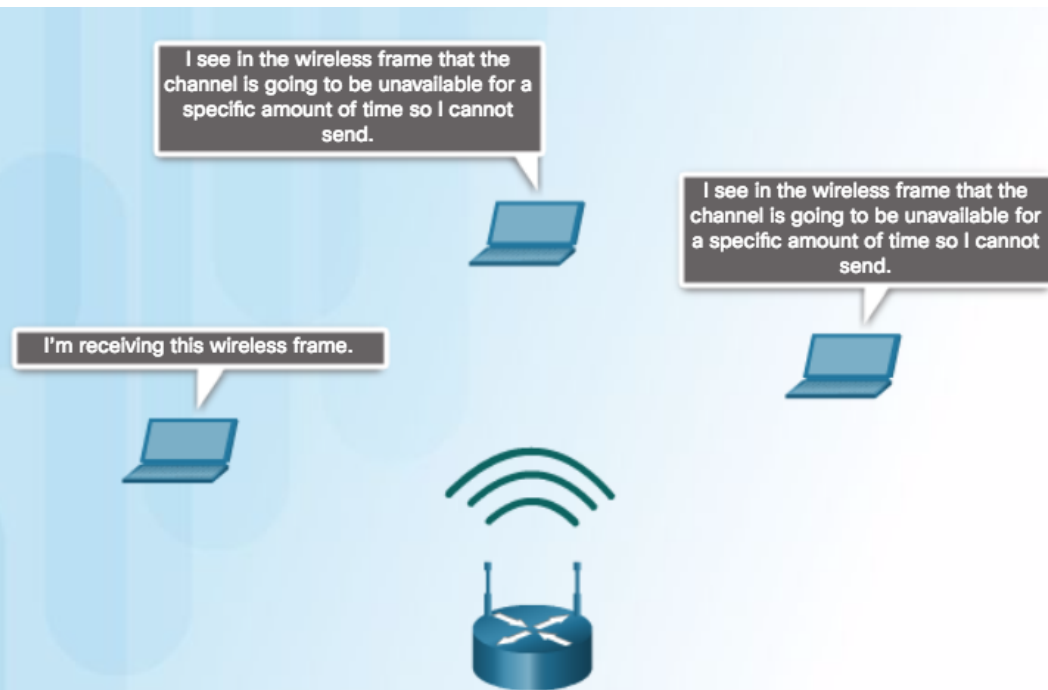 I see in the wireless frame that the
channel is going to be unavailable for a
specific amount of time so I cannot
send.
I see in the wireless frame that the
channel is going to be unavailable for
a specific amount of time so I cannot
send.
I'm receiving this wireless frame.